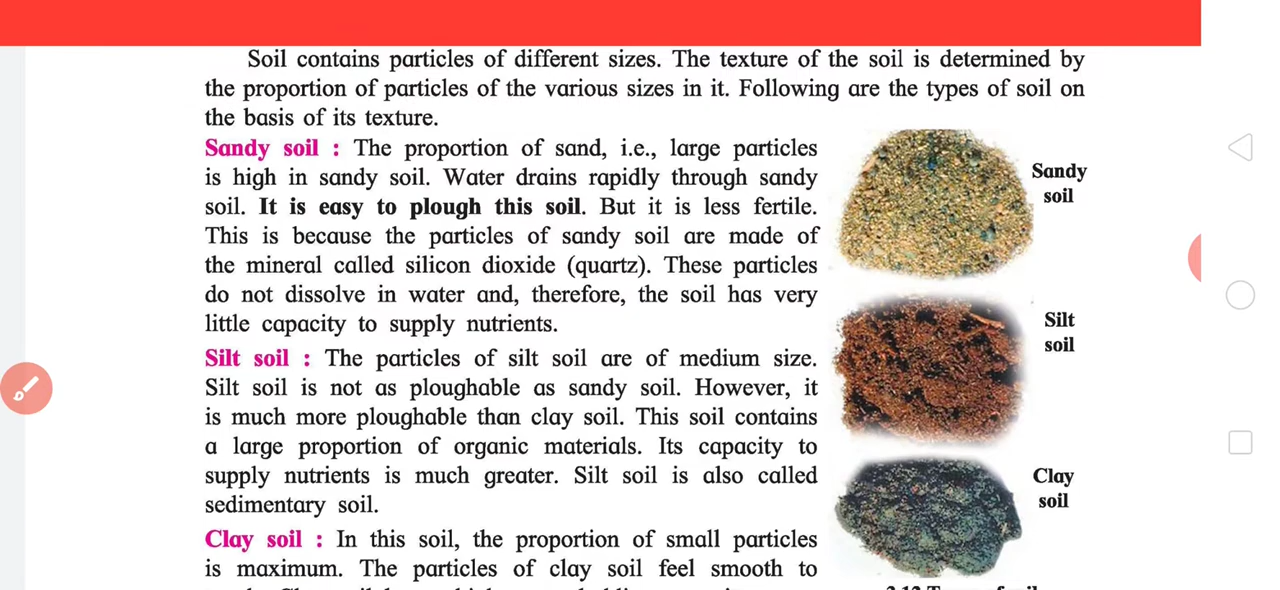 Soil contains particles of different sizes. The texture of the soil is determined by
the proportion of particles of the various sizes in it. Following are the types of soil on
the basis of its texture.
Sandy soil : The proportion of sand, i.e., large particles
is high in sandy soil. Water drains rapidly through sandy
soil. It is easy to plough this soil. But it is less fertile.
This is because the particles of sandy soil are made of
the mineral called silicon dioxide (quartz). These particles
do not dissolve in water and, therefore, the soil has very
little capacity to supply nutrients.
Silt soil : The particles of silt soil are of medium size.
Silt soil is not as ploughable as sandy soil. However, it
is much more ploughable than clay soil. This soil contains
a large proportion of organic materials. Its capacity to
supply nutrients is much greater. Silt soil is also called
sedimentary soil.
Clay soil : In this soil, the proportion of small particles
is maximum. The particles of clay soil feel smooth to
Sandy
soil
Silt
soil
Clay
soil